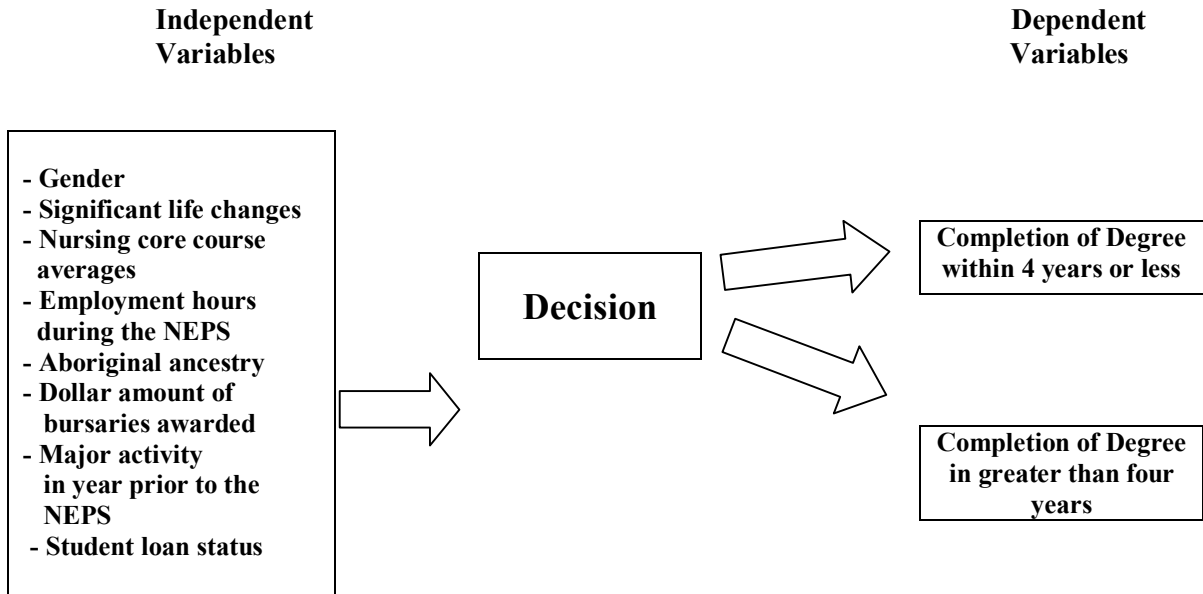 Independent
Variables
Dependent
Variables
- Gender
- Significant life changes
- Nursing core course
averages
- Employment hours
during the NEPS
- Aboriginal ancestry
- Dollar amount of
bursaries awarded
- Major activity
in year prior to the
NEPS
- Student loan status
Decision
Completion of Degree
within 4 years or less
Completion of Degree
in greater than four
years